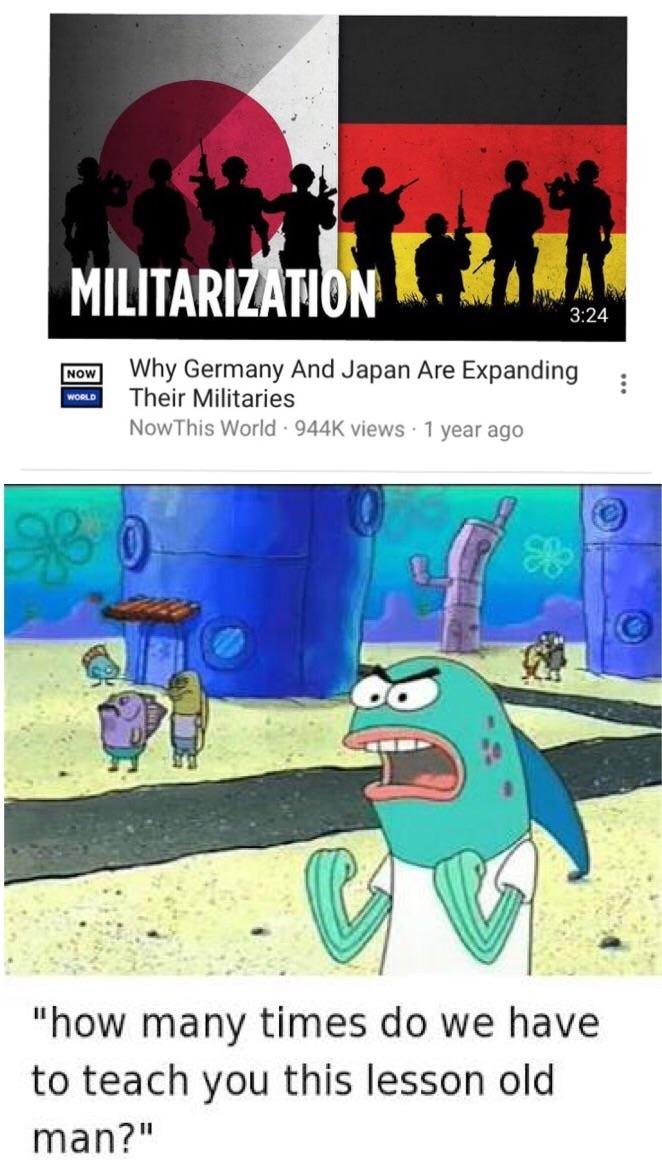 MILITARIZATION
3:24
NOW
WORLD
Why Germany And Japan Are Expanding
Their Militaries
NowThis World · 944K views · 1 year ago
"how many times do we have
to teach you this lesson old
man?"